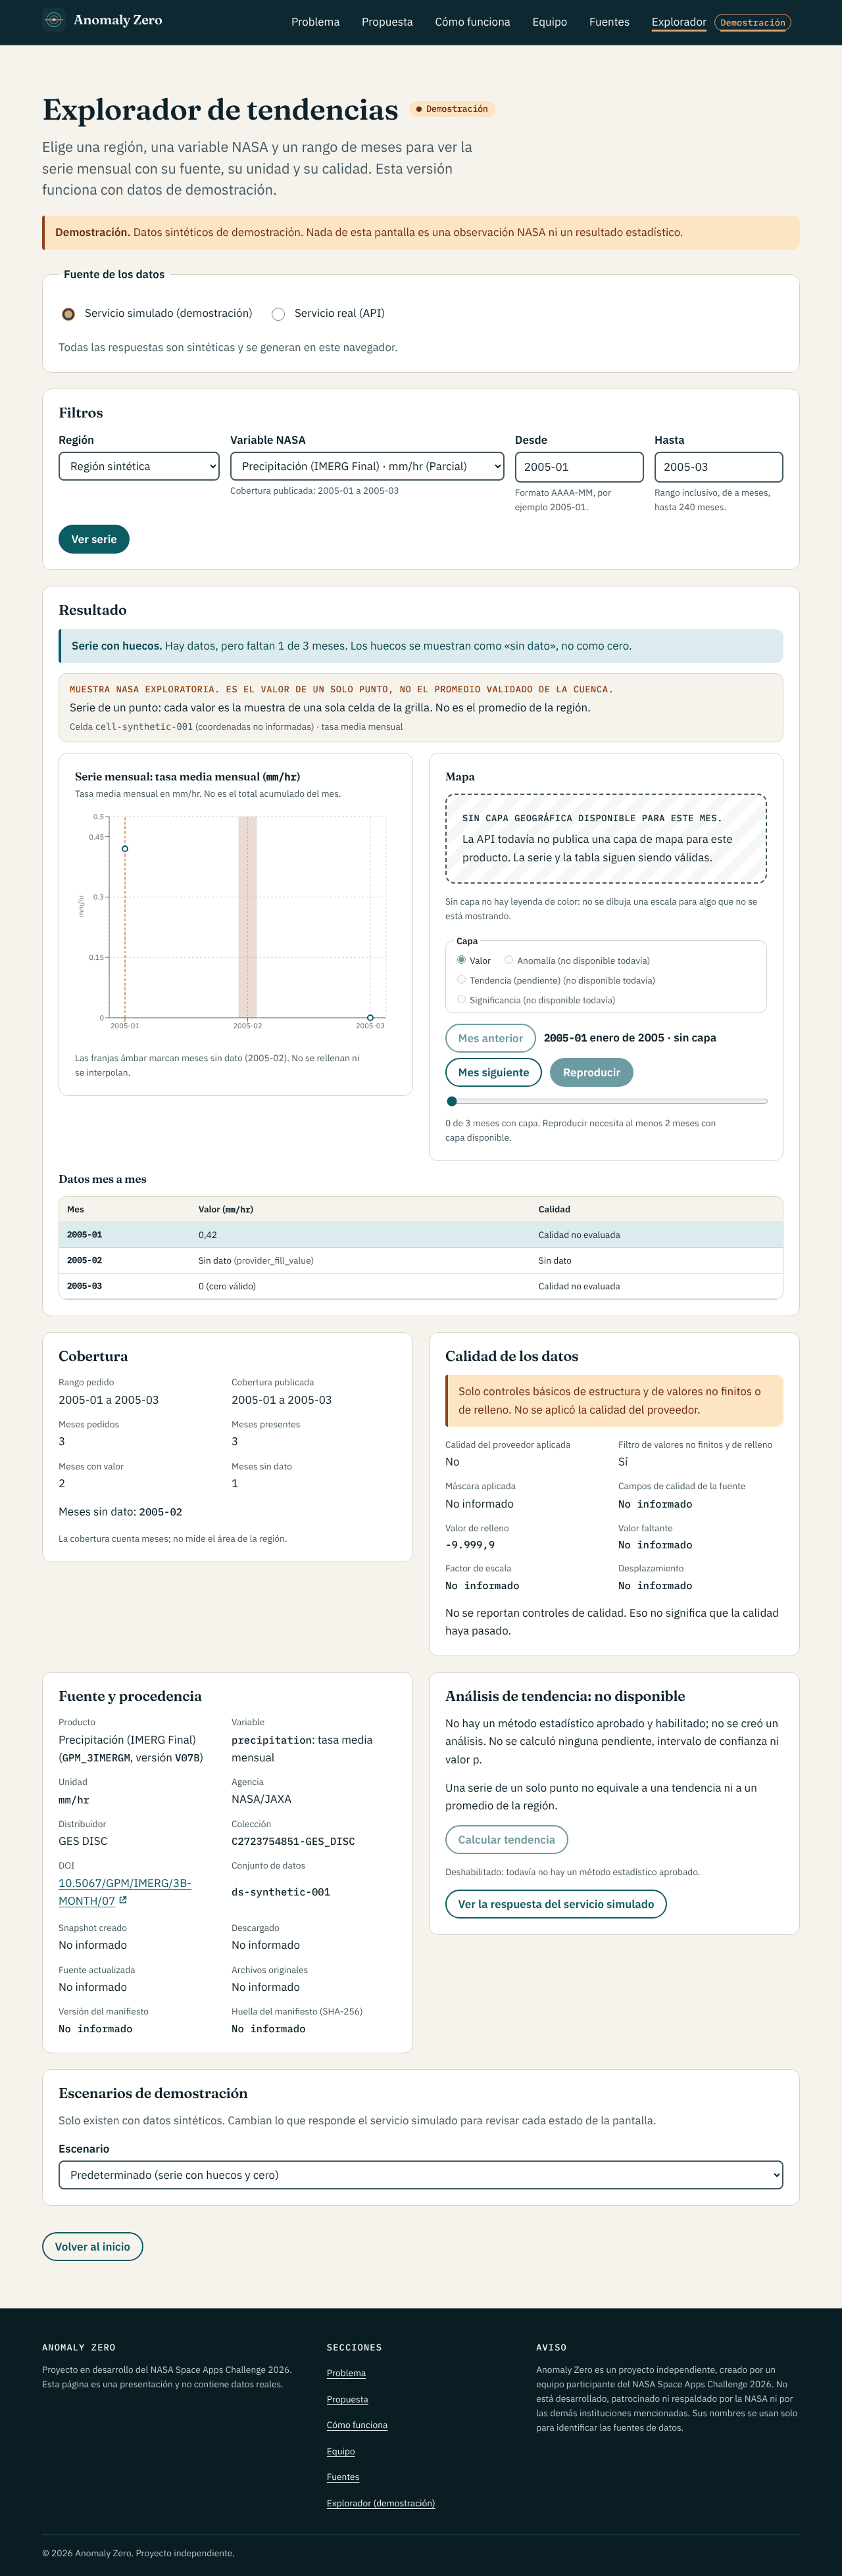 Anomaly Zero
Problema
Propuesta
Cómo funciona
Equipo
Fuentes
Explorador
Demostración
Explorador de tendencias
Demostración
Elige una región, una variable NASA y un rango de meses para ver la
serie mensual con su fuente, su unidad y su calidad. Esta versión
funciona con datos de demostración.
Demostración. Datos sintéticos de demostración. Nada de esta pantalla es una observación NASA ni un resultado estadístico.
Fuente de los datos
Servicio simulado (demostración)
Servicio real (API)
Todas las respuestas son sintéticas y se generan en este navegador.
Filtros
Región
Región sintética
Variable NASA
Precipitación (IMERG Final) · mm/hr (Parcial)
Cobertura publicada: 2005-01 a 2005-03
Desde
2005-01
Formato AAAA-MM, por
ejemplo 2005-01.
Hasta
2005-03
Rango inclusivo, de a meses,
hasta 240 meses.
Ver serie
Resultado
Serie con huecos. Hay datos, pero faltan 1 de 3 meses. Los huecos se muestran como «sin dato», no como cero.
MUESTRA NASA EXPLORATORIA. ES EL VALOR DE UN SOLO PUNTO, NO EL PROMEDIO VALIDADO DE LA CUENCA.
Serie de un punto: cada valor es la muestra de una sola celda de la grilla. No es el promedio de la región.
Celda cell-synthetic-001 (coordenadas no informadas) · tasa media mensual
Serie mensual: tasa media mensual (mm/hr)
Tasa media mensual en mm/hr. No es el total acumulado del mes.
0.5
0.45
0.3
0.15
0
mm/hr
2005-01
2005-02
2005-03
Las franjas ámbar marcan meses sin dato (2005-02). No se rellenan ni
se interpolan.
Mapa
SIN CAPA GEOGRÁFICA DISPONIBLE PARA ESTE MES.
La API todavía no publica una capa de mapa para este
producto. La serie y la tabla siguen siendo válidas.
Sin capa no hay leyenda de color: no se dibuja una escala para algo que no se
está mostrando.
Capa
Valor
Anomalía (no disponible todavía)
Tendencia (pendiente) (no disponible todavía)
Significancia (no disponible todavía)
Mes anterior
2005-01 enero de 2005 · sin capa
Mes siguiente
Reproducir
0 de 3 meses con capa. Reproducir necesita al menos 2 meses con
capa disponible.
Datos mes a mes
Mes
Valor (mm/hr)
Calidad
2005-01
0,42
Calidad no evaluada
2005-02
Sin dato (provider_fill_value)
Sin dato
2005-03
0 (cero válido)
Calidad no evaluada
Cobertura
Rango pedido
2005-01 a 2005-03
Cobertura publicada
2005-01 a 2005-03
Meses pedidos
3
Meses presentes
3
Meses con valor
2
Meses sin dato
1
Meses sin dato: 2005-02
La cobertura cuenta meses; no mide el área de la región.
Calidad de los datos
Solo controles básicos de estructura y de valores no finitos o
de relleno. No se aplicó la calidad del proveedor.
Calidad del proveedor aplicada
No
Filtro de valores no finitos y de relleno
Sí
Máscara aplicada
No informado
Campos de calidad de la fuente
No informado
Valor de relleno
-9.999,9
Valor faltante
No informado
Factor de escala
No informado
Desplazamiento
No informado
No se reportan controles de calidad. Eso no significa que la calidad
haya pasado.
Fuente y procedencia
Producto
Precipitación (IMERG Final)
(GPM_3IMERGM, versión V07B)
Variable
precipitation: tasa media
mensual
Unidad
mm/hr
Agencia
NASA/JAXA
Distribuidor
GES DISC
Colección
C2723754851-GES_DISC
DOI
10.5067/GPM/IMERG/3B-
MONTH/07
Conjunto de datos
ds-synthetic-001
Snapshot creado
No informado
Descargado
No informado
Fuente actualizada
No informado
Archivos originales
No informado
Versión del manifiesto
No informado
Huella del manifiesto (SHA-256)
No informado
Análisis de tendencia: no disponible
No hay un método estadístico aprobado y habilitado; no se creó un
análisis. No se calculó ninguna pendiente, intervalo de confianza ni
valor p.
Una serie de un solo punto no equivale a una tendencia ni a un
promedio de la región.
Calcular tendencia
Deshabilitado: todavía no hay un método estadístico aprobado.
Ver la respuesta del servicio simulado
Escenarios de demostración
Solo existen con datos sintéticos. Cambian lo que responde el servicio simulado para revisar cada estado de la pantalla.
Escenario
Predeterminado (serie con huecos y cero)
Volver al inicio
ANOMALY ZERO
Proyecto en desarrollo del NASA Space Apps Challenge 2026.
Esta página es una presentación y no contiene datos reales.
SECCIONES
Problema
Propuesta
Cómo funciona
Equipo
Fuentes
Explorador (demostración)
AVISO
Anomaly Zero es un proyecto independiente, creado por un
equipo participante del NASA Space Apps Challenge 2026. No
está desarrollado, patrocinado ni respaldado por la NASA ni por
las demás instituciones mencionadas. Sus nombres se usan solo
para identificar las fuentes de datos.
© 2026 Anomaly Zero. Proyecto independiente.